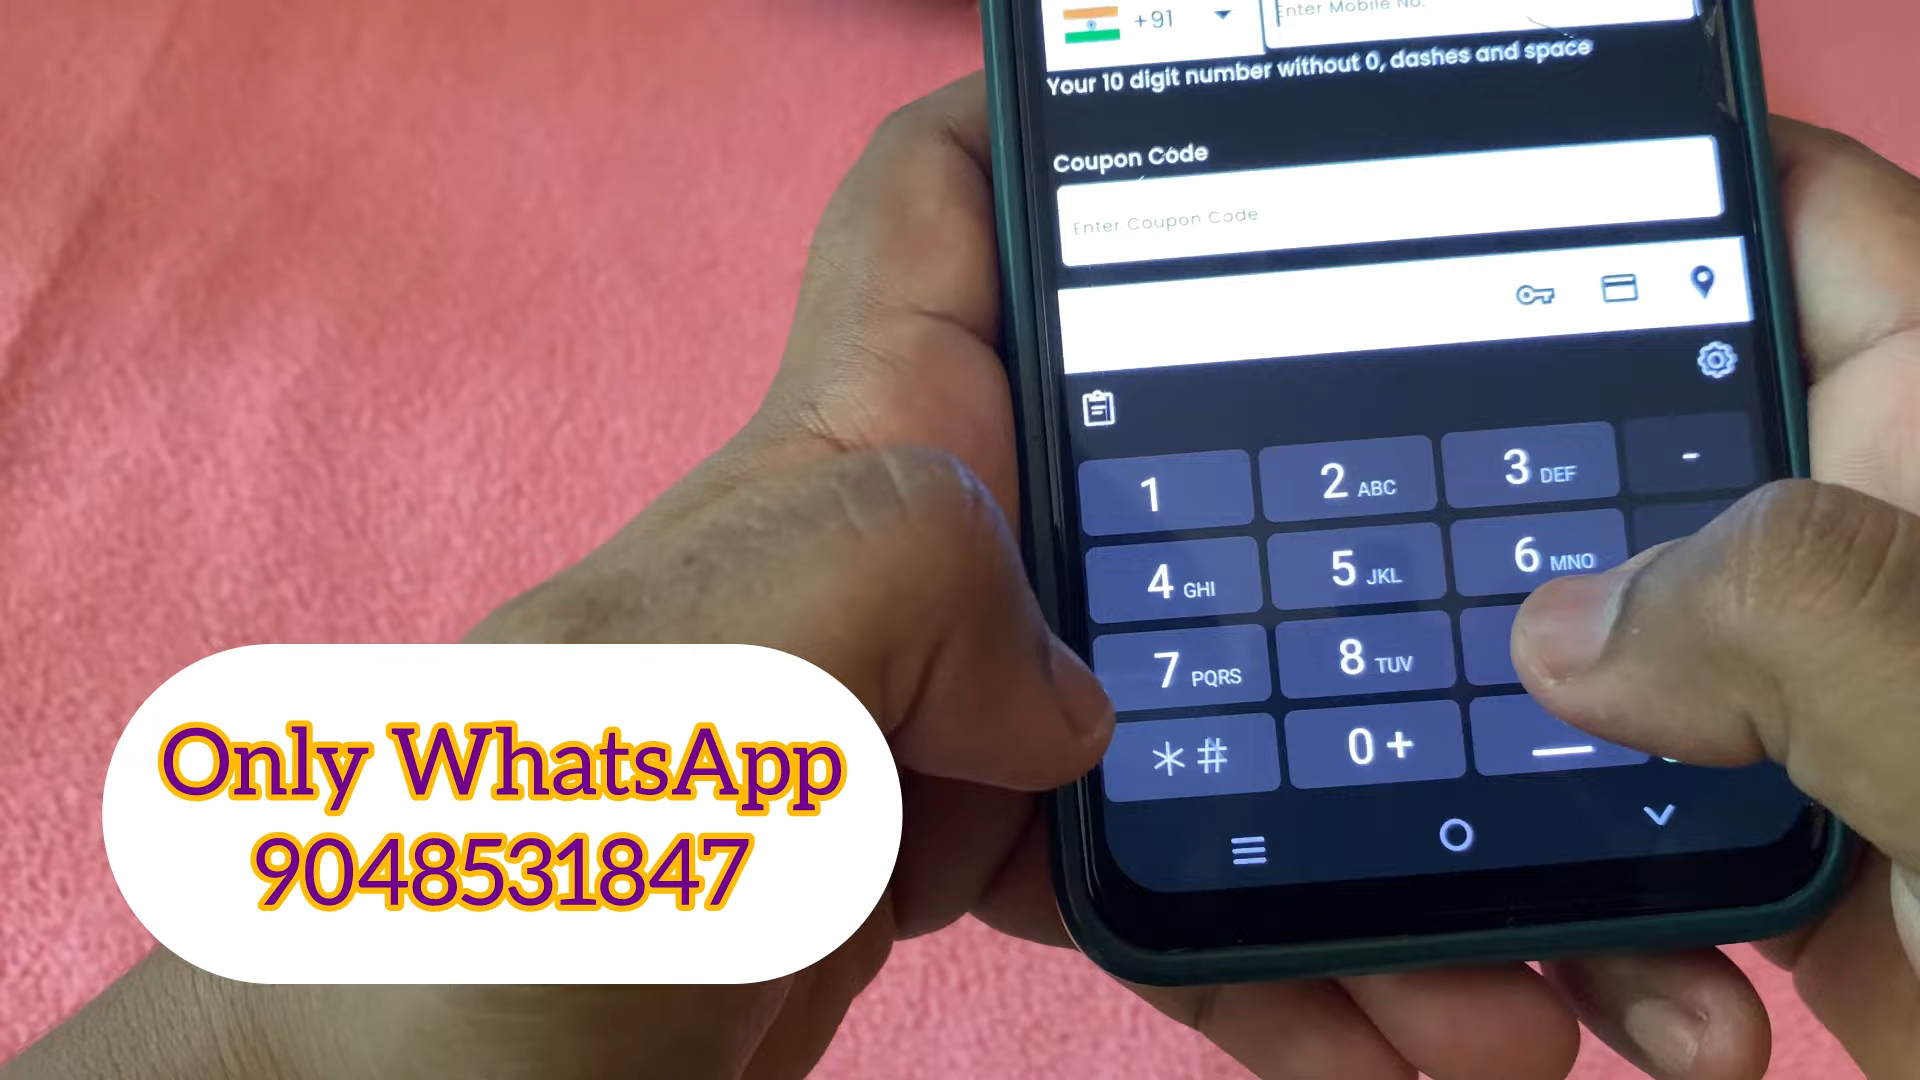 +91
Enter Mobile No.
Your 10 digit number without 0, dashes and space
Coupon Code
Enter Coupon Code
1
2 ABC
3 DEF
-
4 GHI
5 JKL
6 MNO
7 PQRS
8 TUV
*#
0 +
Only WhatsApp
9048531847